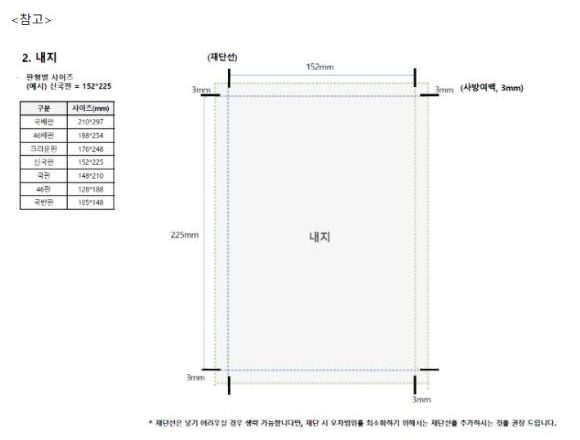 <참고>
2. 내지
판형별 사이즈
(예시) 신국판 = 152*225
구분 사이즈(mm)
국배판 210*297
46배판 188*254
크라운판 176*248
신국판 152*225
국판 148*210
46판 128*188
국반판 105*148
(재단선)
152mm
3mm
3mm (사방여백, 3mm)
225mm
내지
3mm
3mm
* 재단선은 넣기 어려우실 경우 생략 가능합니다만, 재단 시 오차범위를 최소화하기 위해서는 재단선을 추가하시는 것을 권장 드립니다.